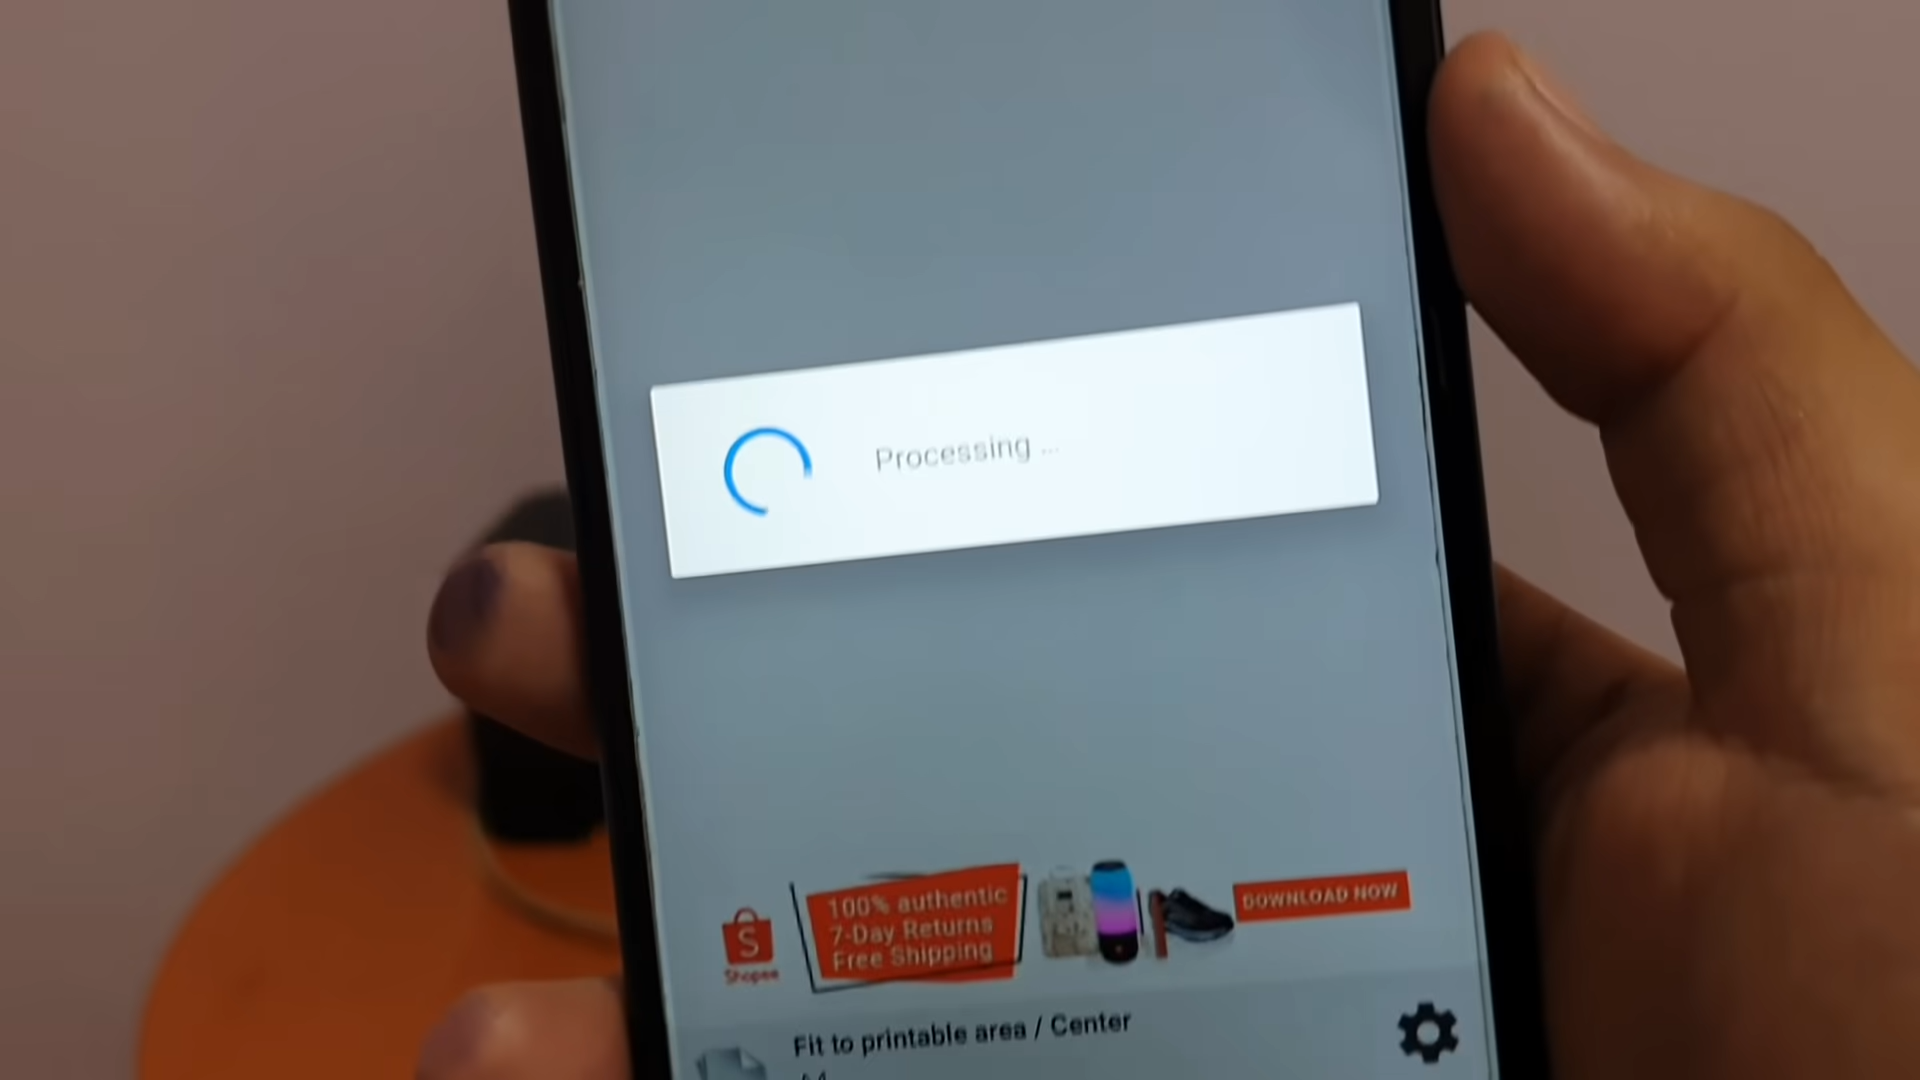 Processing ...
100% authentic
7-Day Returns
Free Shipping
DOWNLOAD NOW
S
Shopee
Fit to printable area / Center